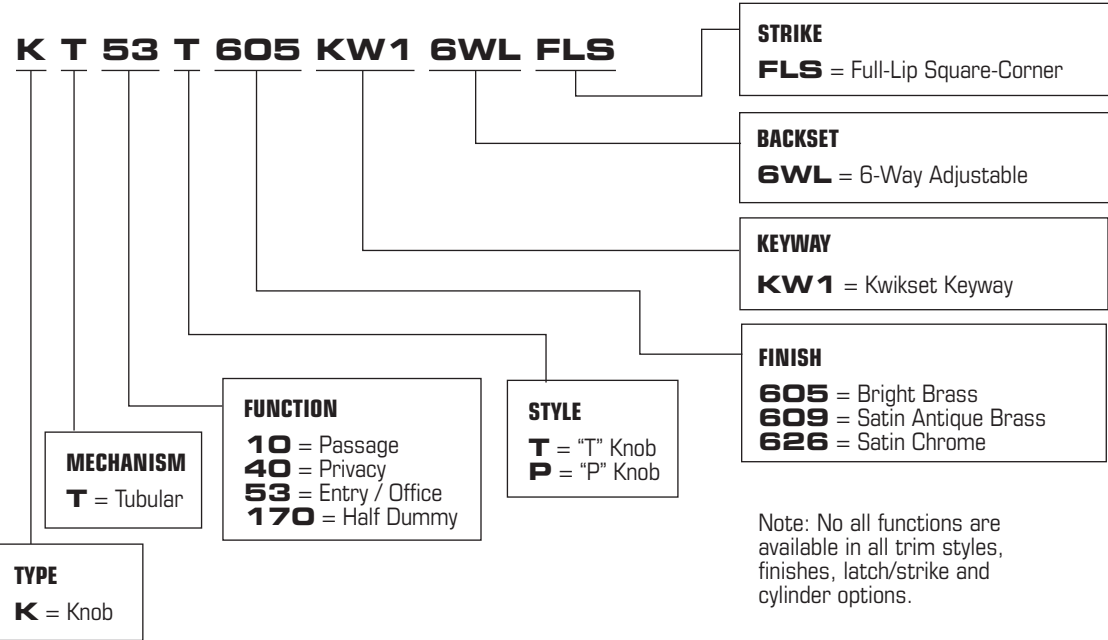 K T 53 T 605 KW1 6WL FLS
STRIKE
FLS = Full-Lip Square-Corner
BACKSET
6WL = 6-Way Adjustable
KEYWAY
KW1 = Kwikset Keyway
FINISH
605 = Bright Brass
609 = Satin Antique Brass
626 = Satin Chrome
STYLE
T = “T” Knob
P = “P” Knob
FUNCTION
10 = Passage
40 = Privacy
53 = Entry / Office
170 = Half Dummy
MECHANISM
T = Tubular
TYPE
K = Knob
Note: No all functions are
available in all trim styles,
finishes, latch/strike and
cylinder options.